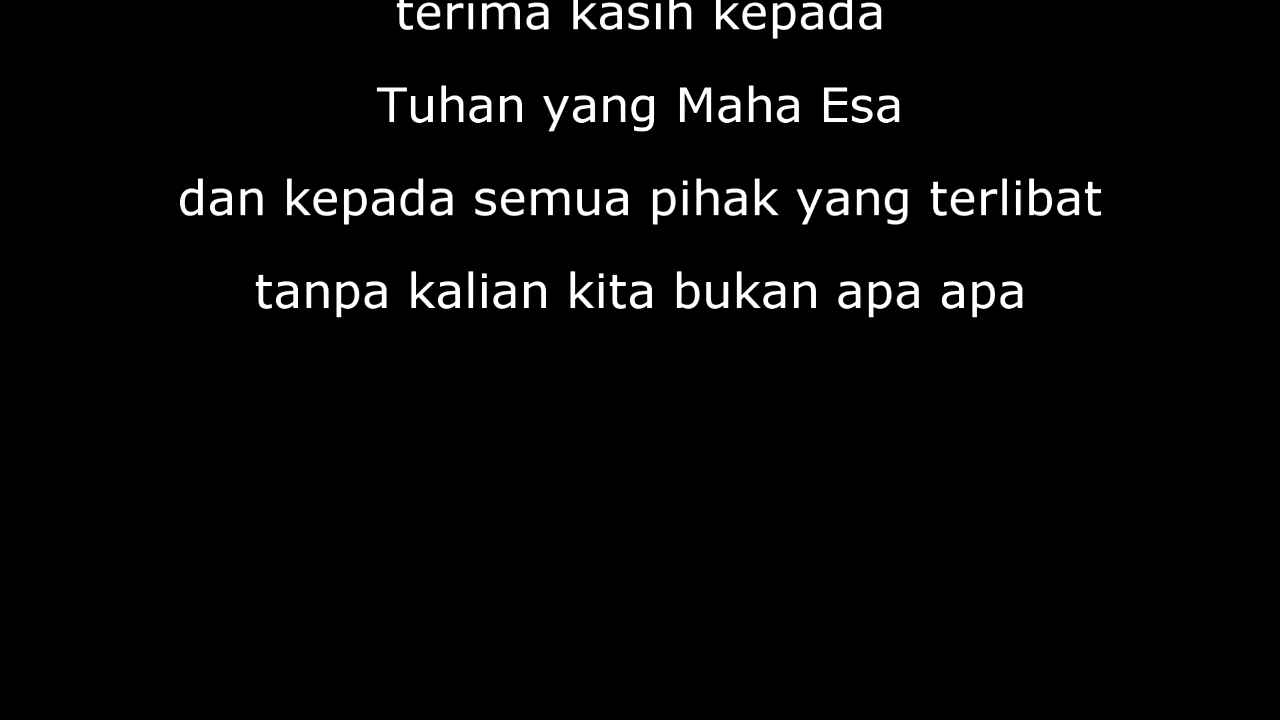 terima kasih kepada
Tuhan yang Maha Esa
dan kepada semua pihak yang terlibat
tanpa kalian kita bukan apa apa